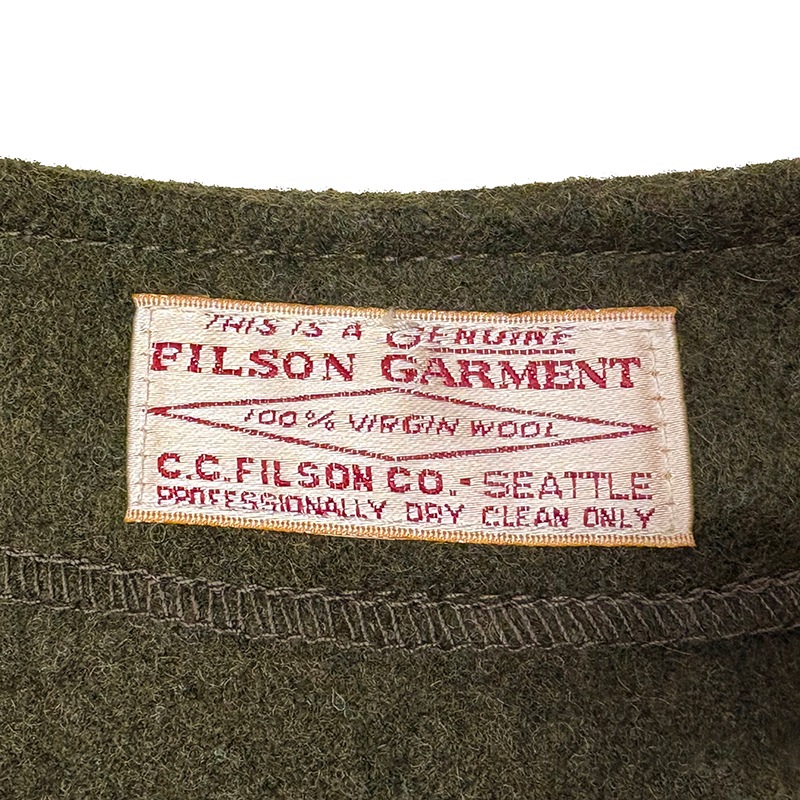 THIS IS A GENUINE
FILSON GARMENT
100% VIRGIN WOOL
C.C.FILSON CO.-SEATTLE
PROFESSIONALLY DRY CLEAN ONLY